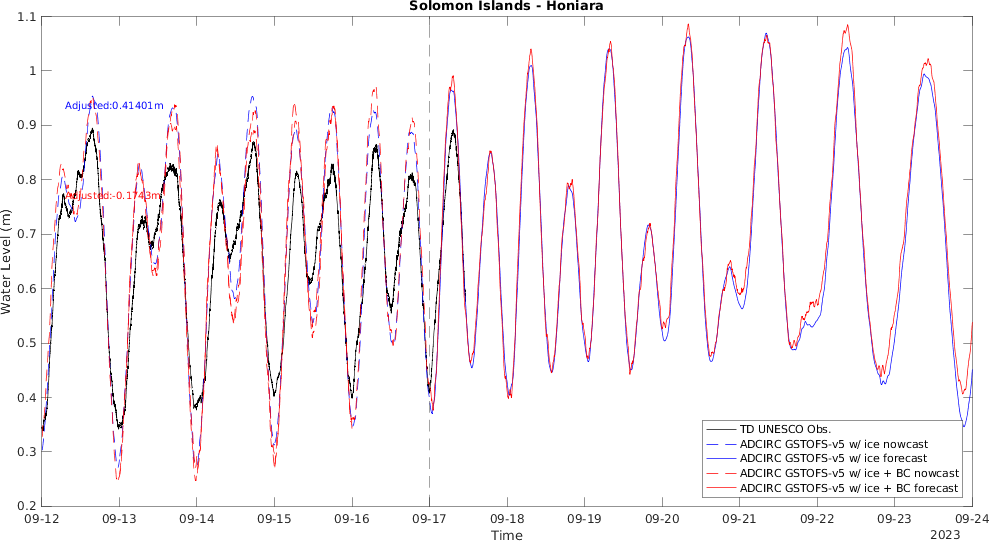 Solomon Islands - Honiara
1.1
1
0.9
0.8
0.7
0.6
0.5
0.4
0.3
0.2
Water Level (m)
Adjusted:0.41401m
Adjusted:-0.1743m
TD UNESCO Obs.
ADCIRC GSTOFS-v5 w/ ice nowcast
ADCIRC GSTOFS-v5 w/ ice forecast
ADCIRC GSTOFS-v5 w/ ice + BC nowcast
ADCIRC GSTOFS-v5 w/ ice + BC forecast
09-12 09-13 09-14 09-15 09-16 09-17 09-18 09-19 09-20 09-21 09-22 09-23 09-24
Time
2023